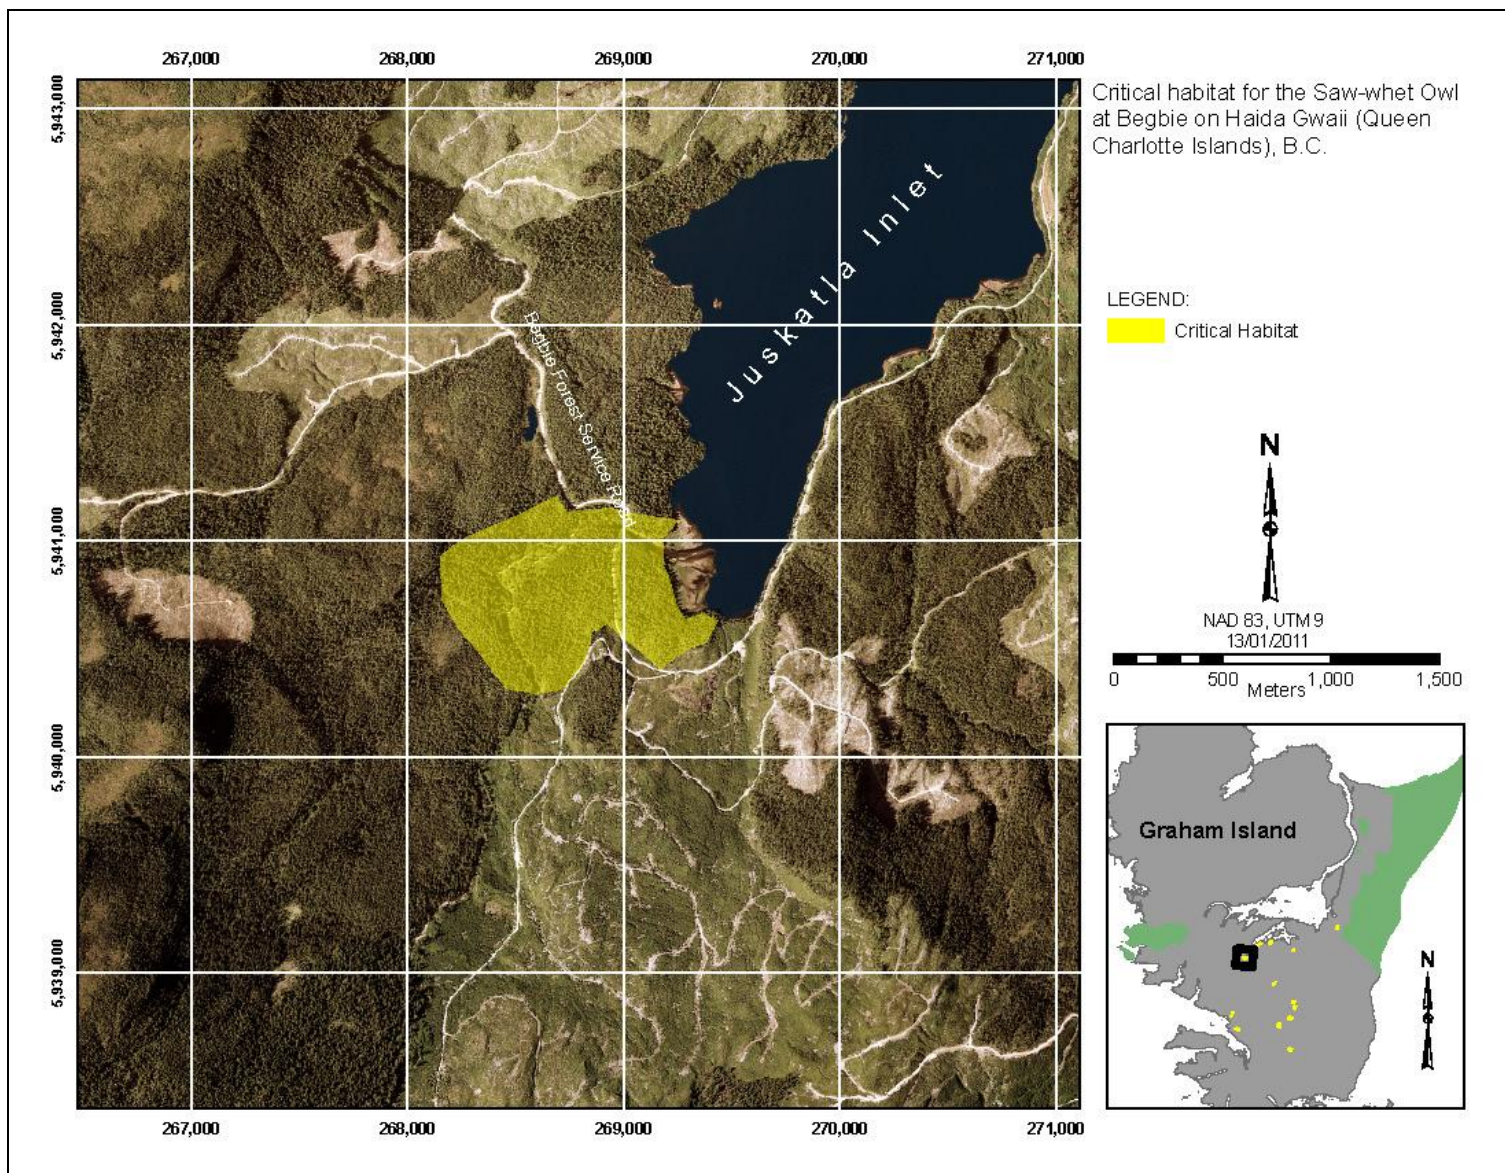 267,000 268,000 269,000 270,000 271,000
5,943,000
5,942,000
5,941,000
5,940,000
5,939,000
Juskatla Inlet
Begbie Forest Service Road
267,000 268,000 269,000 270,000 271,000
Critical habitat for the Saw-whet Owl
at Begbie on Haida Gwaii (Queen
Charlotte Islands), B.C.
LEGEND:
Critical Habitat
N
NAD 83, UTM 9
13/01/2011
0 500 1,000 1,500
Meters
Graham Island
N